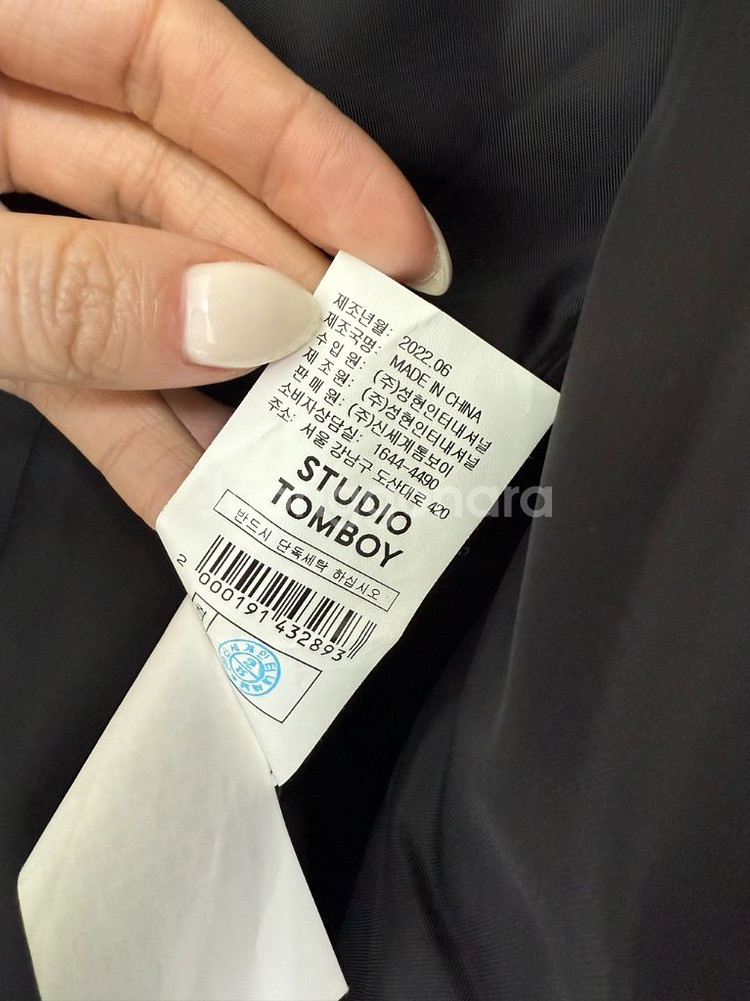 제조년월: 2022.06
제조국명: MADE IN CHINA
수 입 원: (주)성현인터내셔널
제 조 원: (주)성현인터내셔널
판 매 원: (주)신세계톰보이
소비자상담실: 1644-4490
주소: 서울 강남구 도산대로 420
STUDIO
TOMBOY
반드시 단독세탁 하십시오
2 000191 432893